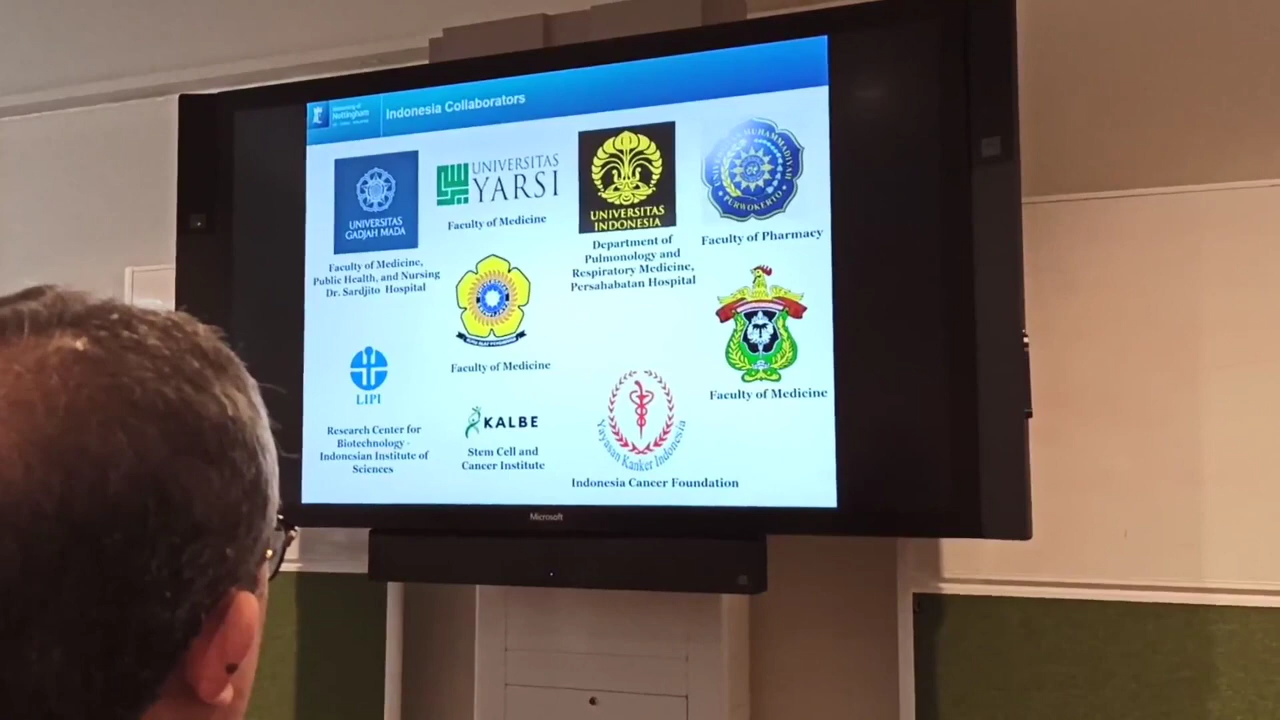 University of
Nottingham
Indonesia Collaborators
UNIVERSITAS
GADJAH MADA
Faculty of Medicine,
Public Health, and Nursing
Dr. Sardjito Hospital
UNIVERSITAS
YARSI
Faculty of Medicine
UNIVERSITAS
INDONESIA
Department of
Pulmonology and
Respiratory Medicine,
Persahabatan Hospital
MUHAMMADIYAH
PURWOKERTO
Faculty of Pharmacy
Faculty of Medicine
Faculty of Medicine
LIPI
Research Center for
Biotechnology -
Indonesian Institute of
Sciences
KALBE
Stem Cell and
Cancer Institute
Yayasan Kanker Indonesia
Indonesia Cancer Foundation
Microsoft